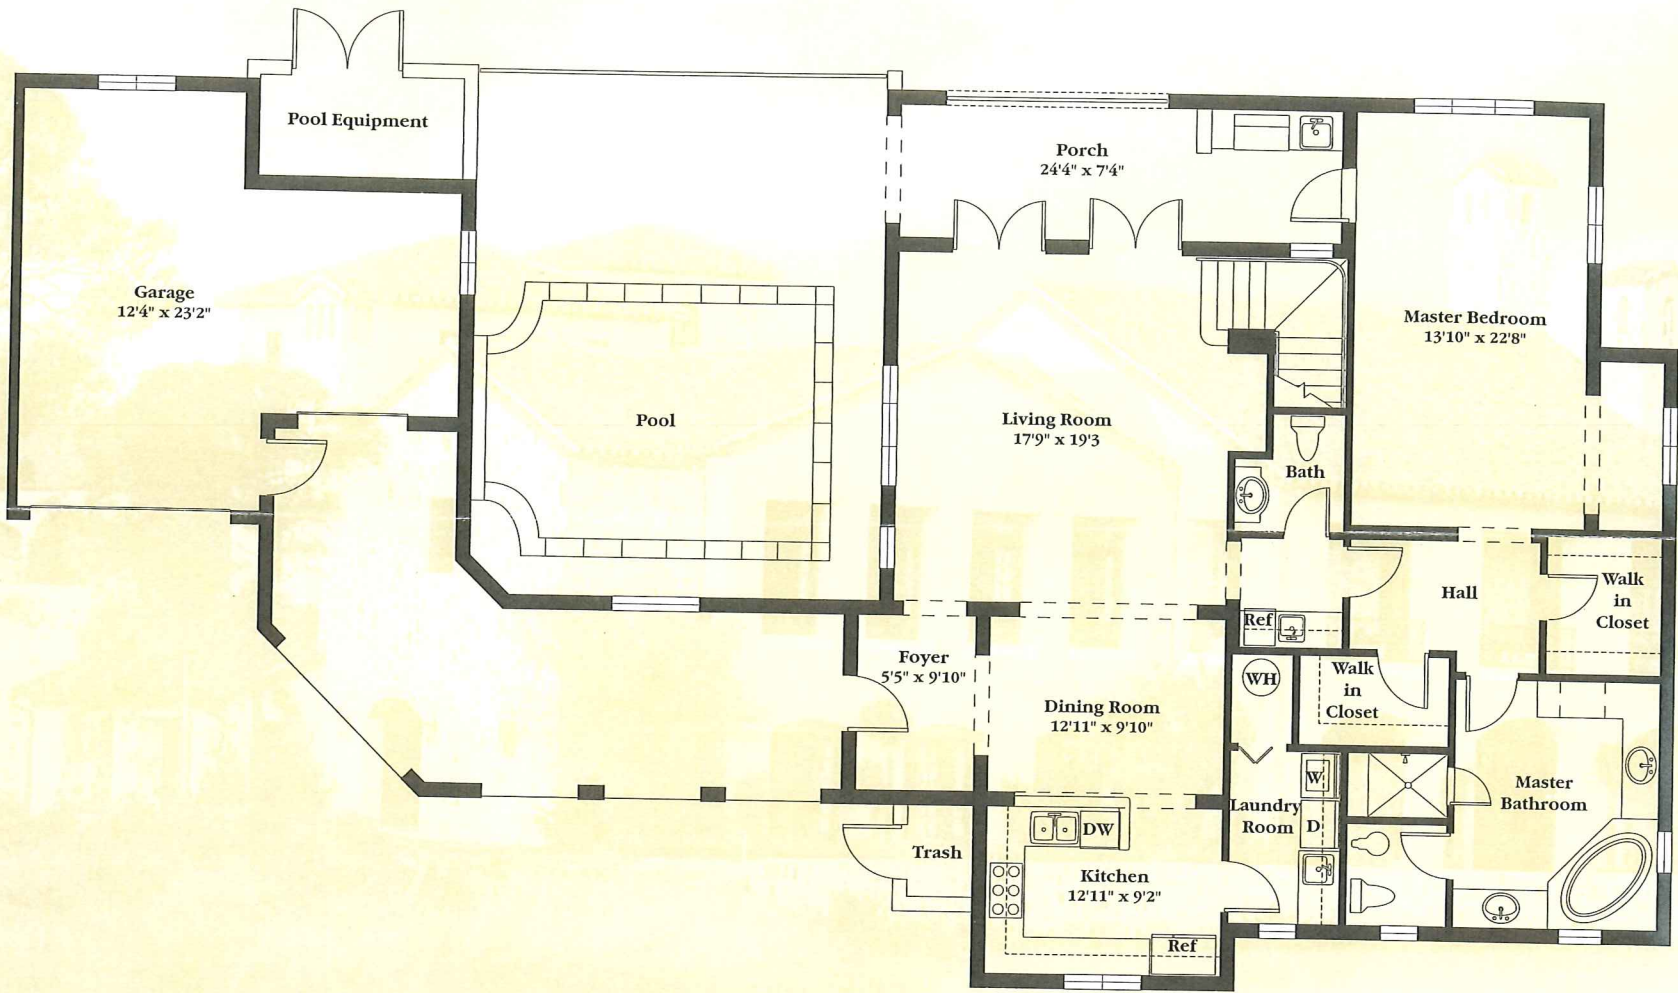 Pool Equipment
Porch
24'4" x 7'4"
Garage
12'4" x 23'2"
Master Bedroom
13'10" x 22'8"
Pool
Living Room
17'9" x 19'3
Bath
Walk
in
Closet
Hall
Ref
Foyer
5'5" x 9'10"
WH
Walk
in
Closet
Dining Room
12'11" x 9'10"
W
Master
Bathroom
Laundry
Room
D
DW
Trash
Kitchen
12'11" x 9'2"
Ref